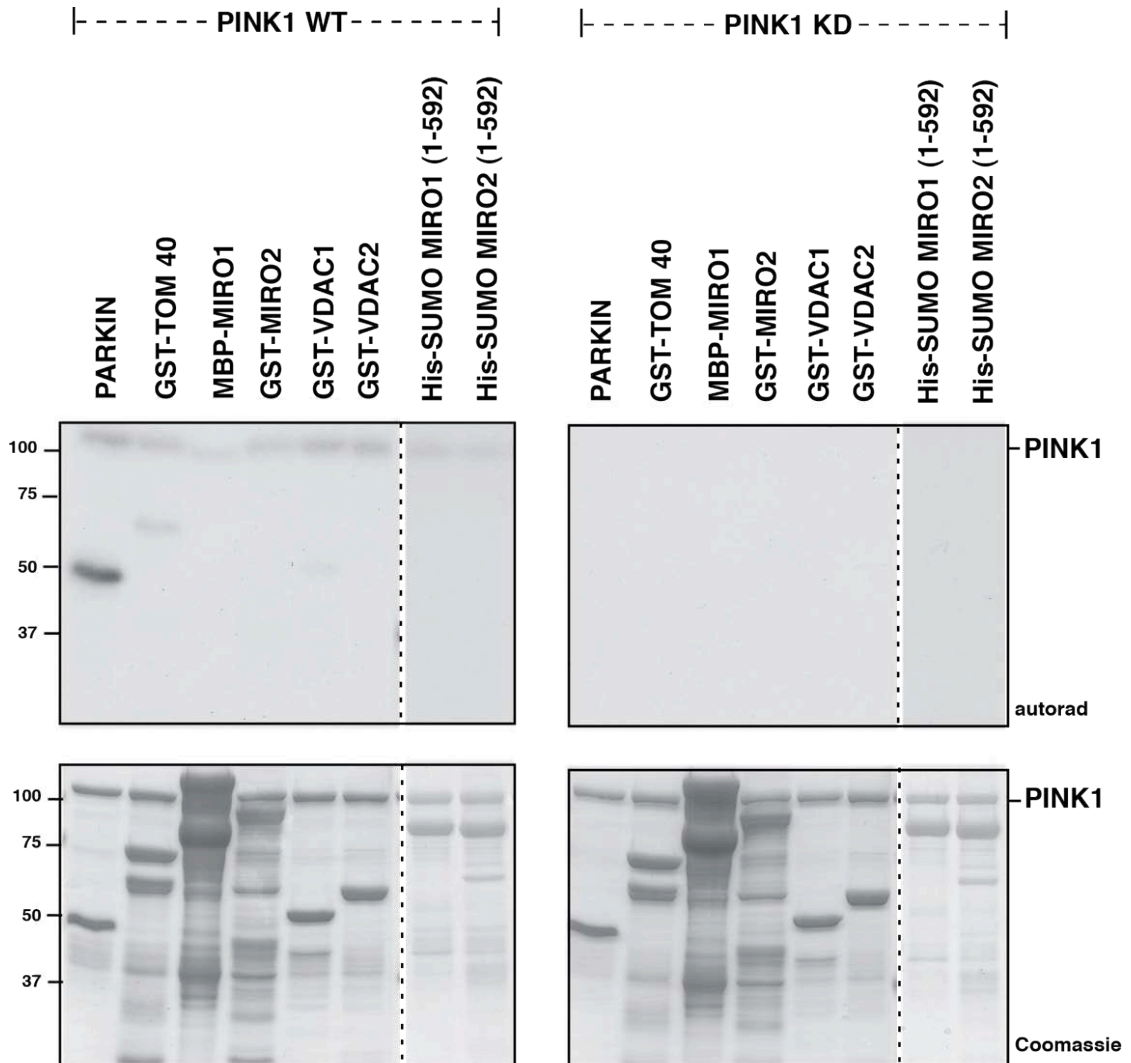 PINK1 WT
PINK1 KD
PARKIN
GST-TOM 40
MBP-MIRO1
GST-MIRO2
GST-VDAC1
GST-VDAC2
His-SUMO MIRO1 (1-592)
His-SUMO MIRO2 (1-592)
PARKIN
GST-TOM 40
MBP-MIRO1
GST-MIRO2
GST-VDAC1
GST-VDAC2
His-SUMO MIRO1 (1-592)
His-SUMO MIRO2 (1-592)
100
75
50
37
PINK1
autorad
100
75
50
37
PINK1
Coomassie